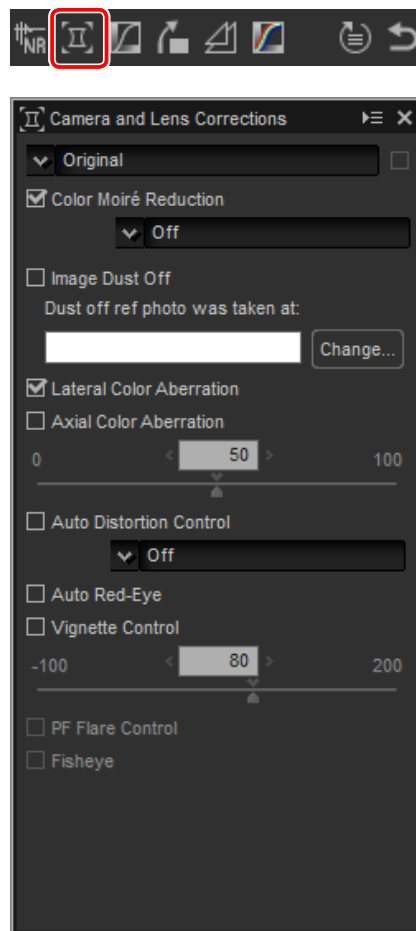 NR
Camera and Lens Corrections
Original
Color Moiré Reduction
Off
Image Dust Off
Dust off ref photo was taken at:
Change...
Lateral Color Aberration
Axial Color Aberration
0 50 100
Auto Distortion Control
Off
Auto Red-Eye
Vignette Control
-100 80 200
PF Flare Control
Fisheye